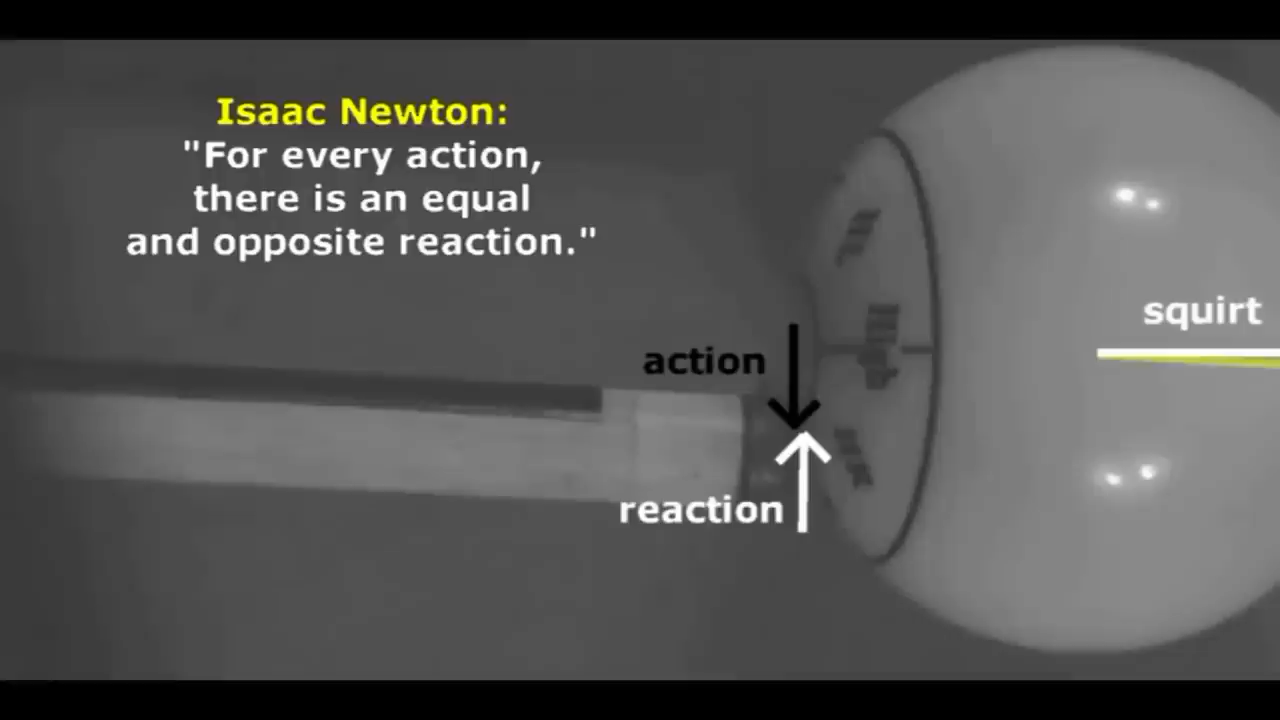 Isaac Newton:
"For every action,
there is an equal
and opposite reaction."
squirt
action
reaction